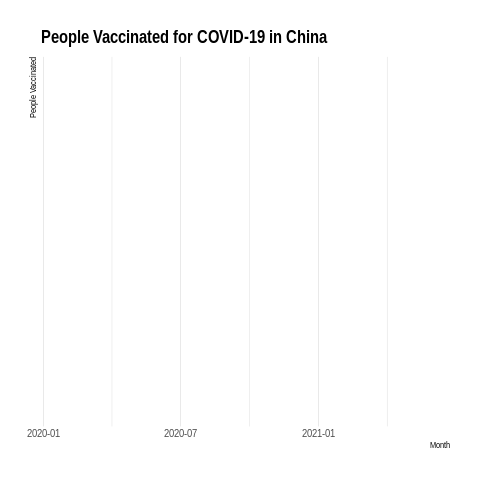 People Vaccinated for COVID-19 in China
People Vaccinated
2020-01
2020-07
2021-01
Month